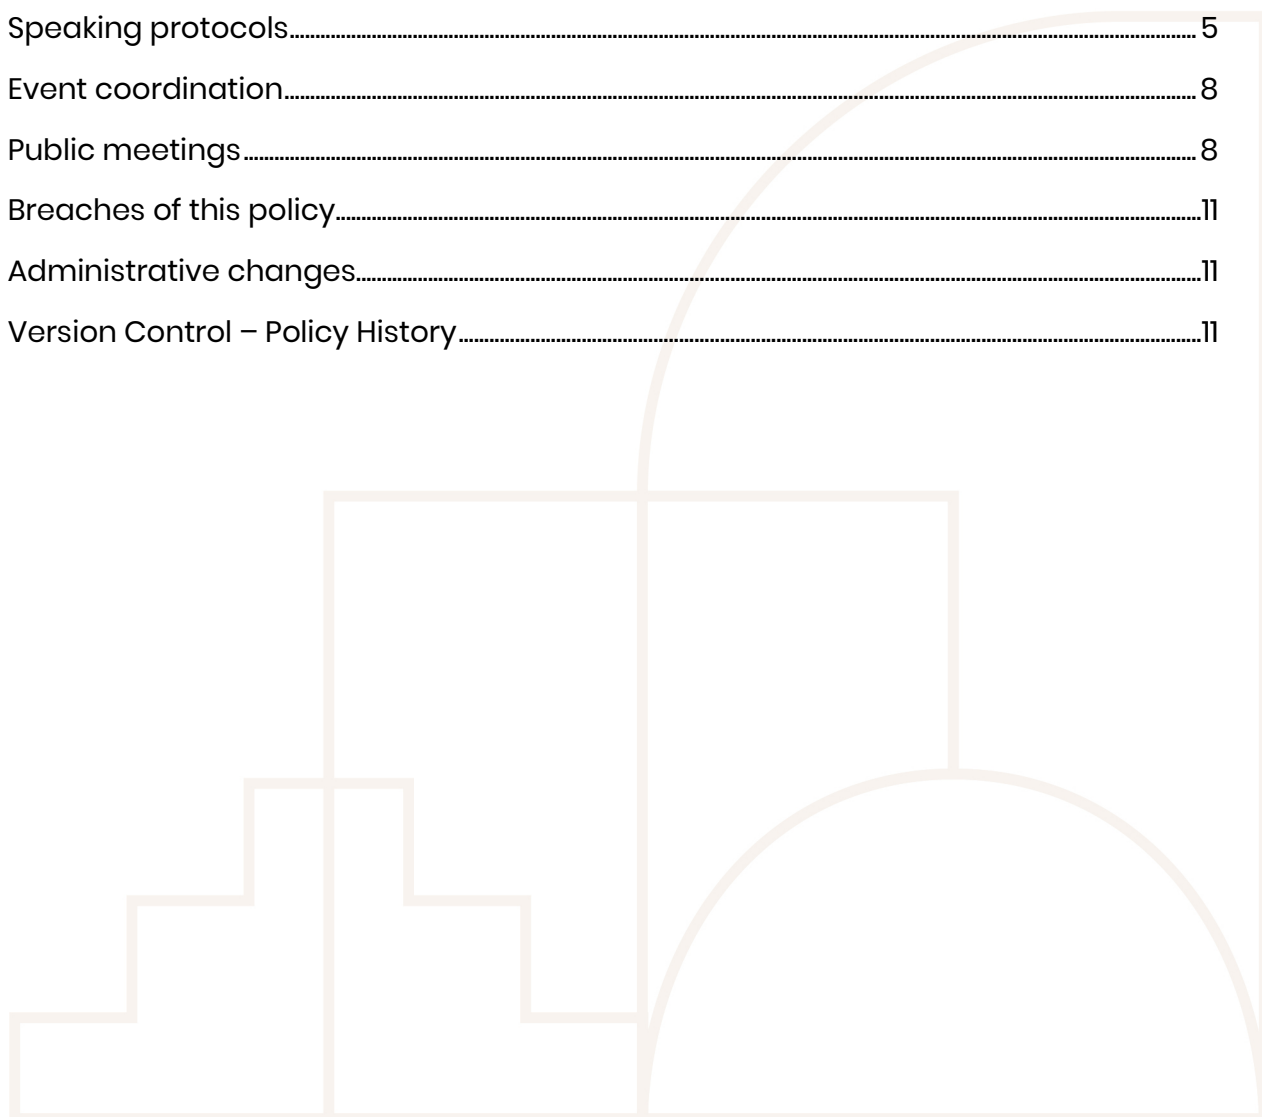 Speaking protocols........................................................................................................ 5
Event coordination........................................................................................................ 8
Public meetings........................................................................................................ 8
Breaches of this policy........................................................................................................11
Administrative changes........................................................................................................11
Version Control – Policy History........................................................................................................11